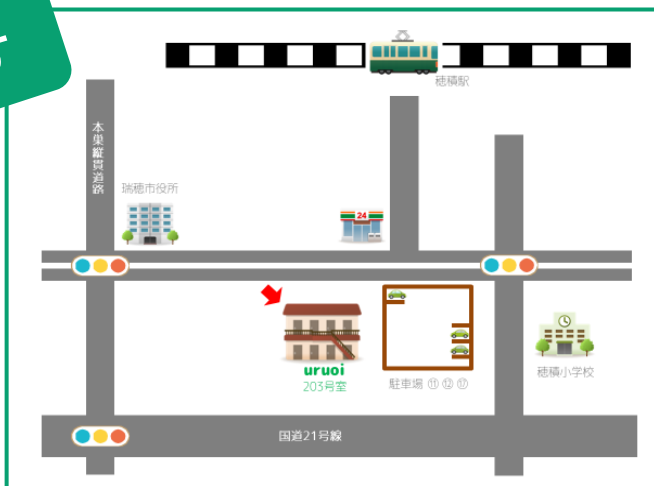 穂積駅
本巣縦貫道路
瑞穂市役所
24
uruoi
203号室
駐車場 ⑪ ⑫ ⑰
穂積小学校
国道21号線